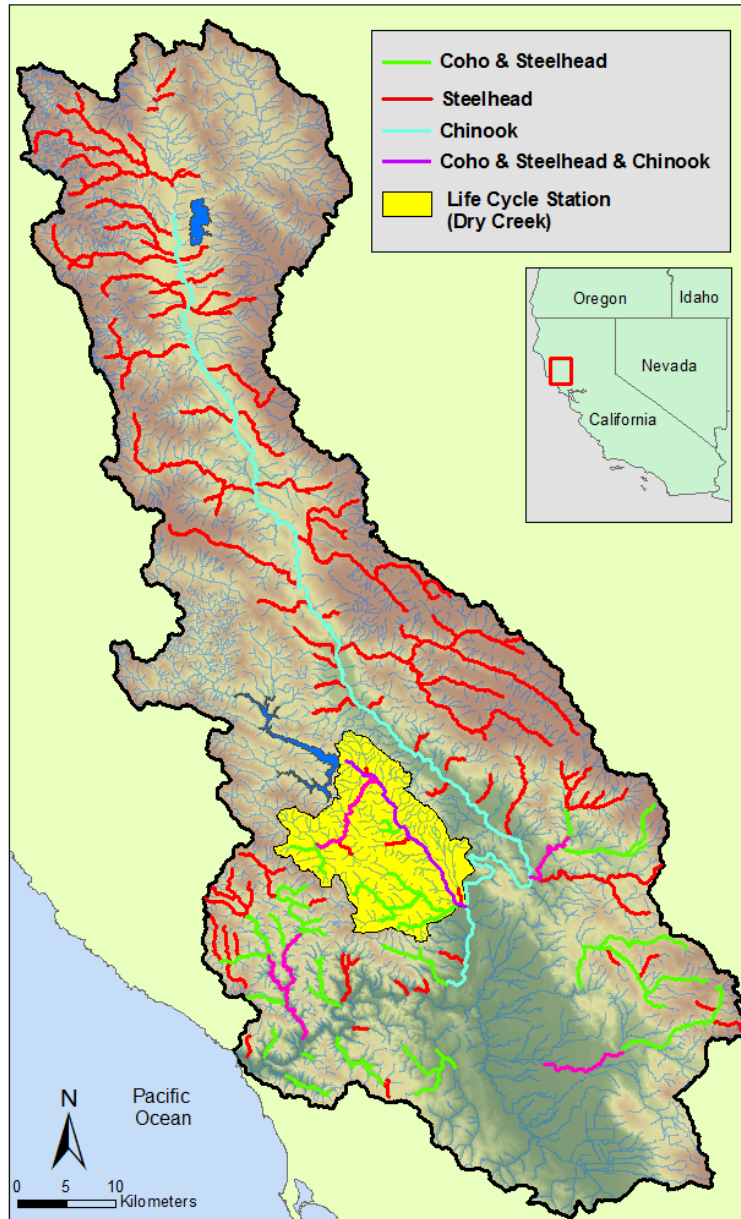 Coho & Steelhead
Steelhead
Chinook
Coho & Steelhead & Chinook
Life Cycle Station
(Dry Creek)
Oregon
Idaho
Nevada
California
N
Pacific
Ocean
0 5 10
Kilometers